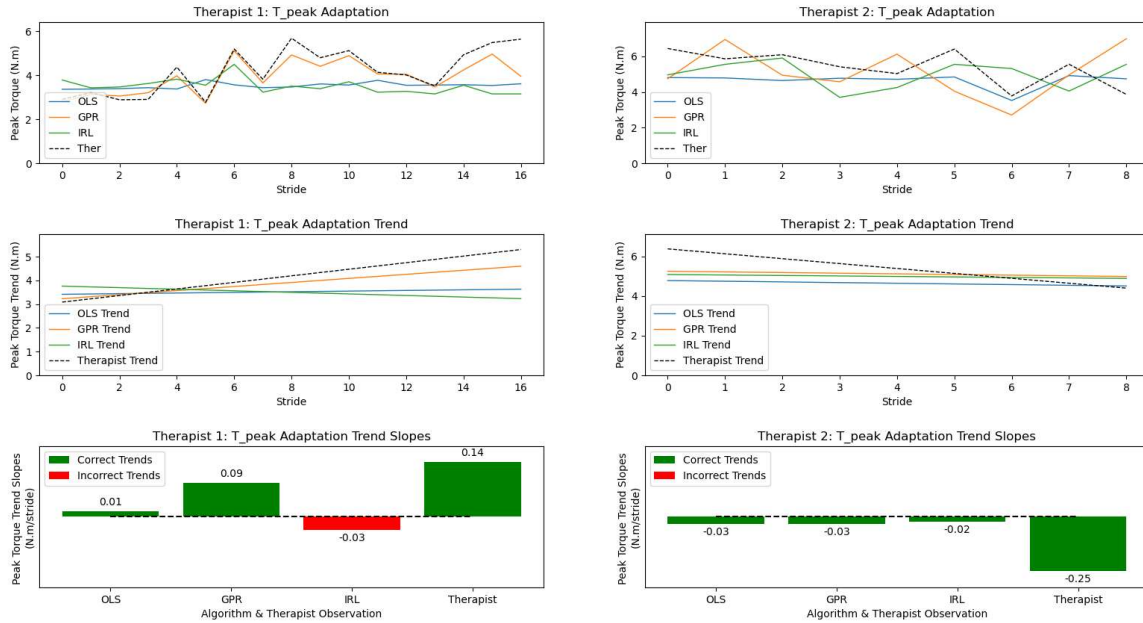 Therapist 1: T_peak Adaptation
Peak Torque (N.m)
6
4
2
0
OLS
GPR
IRL
Ther
0 2 4 6 8 10 12 14 16
Stride
Therapist 2: T_peak Adaptation
Peak Torque (N.m)
6
4
2
0
OLS
GPR
IRL
Ther
0 1 2 3 4 5 6 7 8
Stride
Therapist 1: T_peak Adaptation Trend
Peak Torque Trend (N.m)
5
4
3
2
1
0
OLS Trend
GPR Trend
IRL Trend
Therapist Trend
0 2 4 6 8 10 12 14 16
Stride
Therapist 2: T_peak Adaptation Trend
Peak Torque Trend (N.m)
6
4
2
0
OLS Trend
GPR Trend
IRL Trend
Therapist Trend
0 1 2 3 4 5 6 7 8
Stride
Therapist 1: T_peak Adaptation Trend Slopes
Peak Torque Trend Slopes
(N.m/stride)
Correct Trends
Incorrect Trends
0.01
0.09
-0.03
0.14
OLS GPR IRL Therapist
Algorithm & Therapist Observation
Therapist 2: T_peak Adaptation Trend Slopes
Peak Torque Trend Slopes
(N.m/stride)
Correct Trends
Incorrect Trends
-0.03
-0.03
-0.02
-0.25
OLS GPR IRL Therapist
Algorithm & Therapist Observation